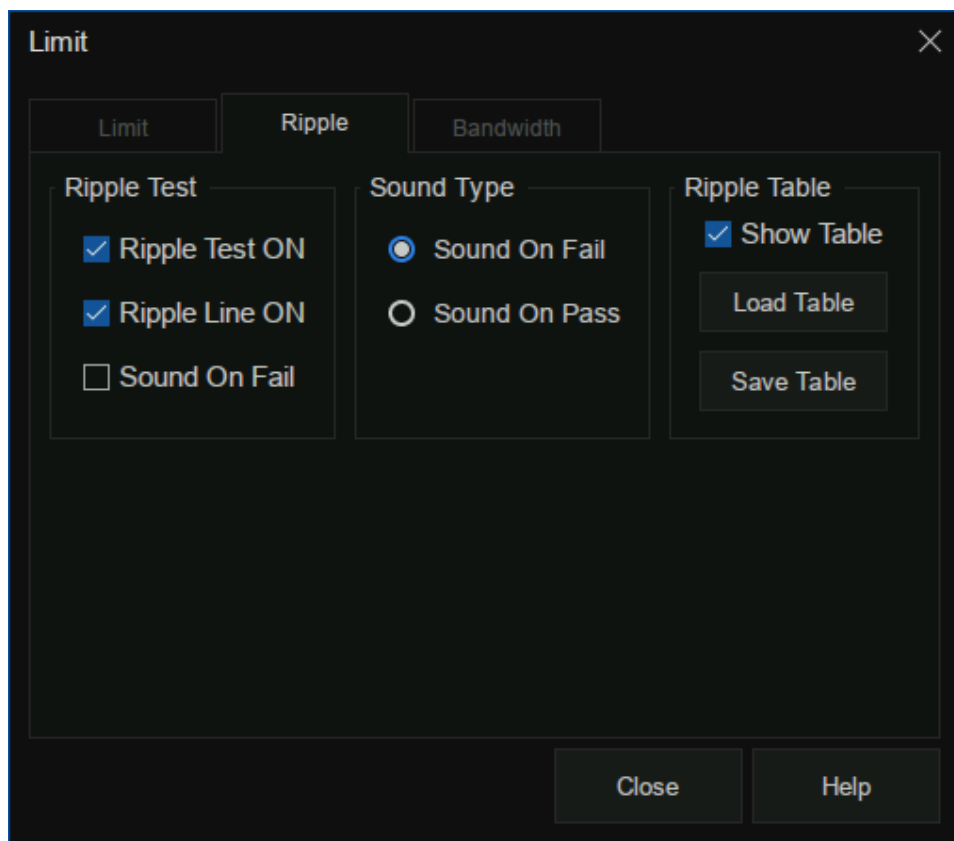 Limit
Limit
Ripple
Bandwidth
Ripple Test
Ripple Test ON
Ripple Line ON
Sound On Fail
Sound Type
Sound On Fail
Sound On Pass
Ripple Table
Show Table
Load Table
Save Table
Close
Help